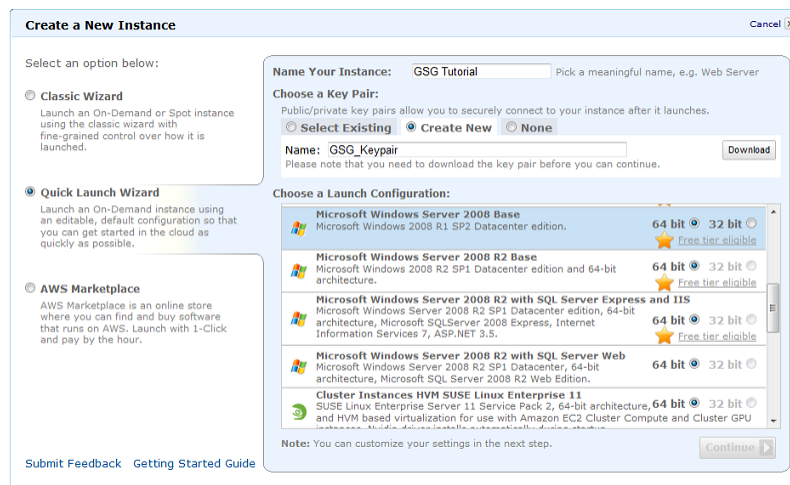 Create a New Instance
Cancel
Select an option below:
Classic Wizard
Launch an On-Demand or Spot instance
using the classic wizard with
fine-grained control over how it is
launched.
Quick Launch Wizard
Launch an On-Demand instance using
an editable, default configuration so that
you can get started in the cloud as
quickly as possible.
AWS Marketplace
AWS Marketplace is an online store
where you can find and buy software
that runs on AWS. Launch with 1-Click
and pay by the hour.
Submit Feedback Getting Started Guide
Name Your Instance: GSG Tutorial Pick a meaningful name, e.g. Web Server
Choose a Key Pair:
Public/private key pairs allow you to securely connect to your instance after it launches.
Select Existing Create New None
Name: GSG_Keypair Download
Please note that you need to download the key pair before you can continue.
Choose a Launch Configuration:
Microsoft Windows Server 2008 Base
Microsoft Windows 2008 R1 SP2 Datacenter edition.
64 bit 32 bit
Free tier eligible
Microsoft Windows Server 2008 R2 Base
Microsoft Windows 2008 R2 SP1 Datacenter edition and 64-bit
architecture.
64 bit 32 bit
Free tier eligible
Microsoft Windows Server 2008 R2 with SQL Server Express and IIS
Microsoft Windows 2008 R2 SP1 Datacenter edition, 64-bit
architecture, Microsoft SQLServer 2008 Express, Internet
Information Services 7, ASP.NET 3.5.
64 bit 32 bit
Free tier eligible
Microsoft Windows Server 2008 R2 with SQL Server Web
Microsoft Windows 2008 R2 SP1 Datacenter, 64-bit
architecture, Microsoft SQL Server 2008 R2 Web Edition.
64 bit 32 bit
Cluster Instances HVM SUSE Linux Enterprise 11
SUSE Linux Enterprise Server 11 Service Pack 2, 64-bit architecture,
and HVM based virtualization for use with Amazon EC2 Cluster Compute and Cluster GPU
instances. Nvidia driver installs automatically during startup.
64 bit 32 bit
Note: You can customize your settings in the next step.
Continue